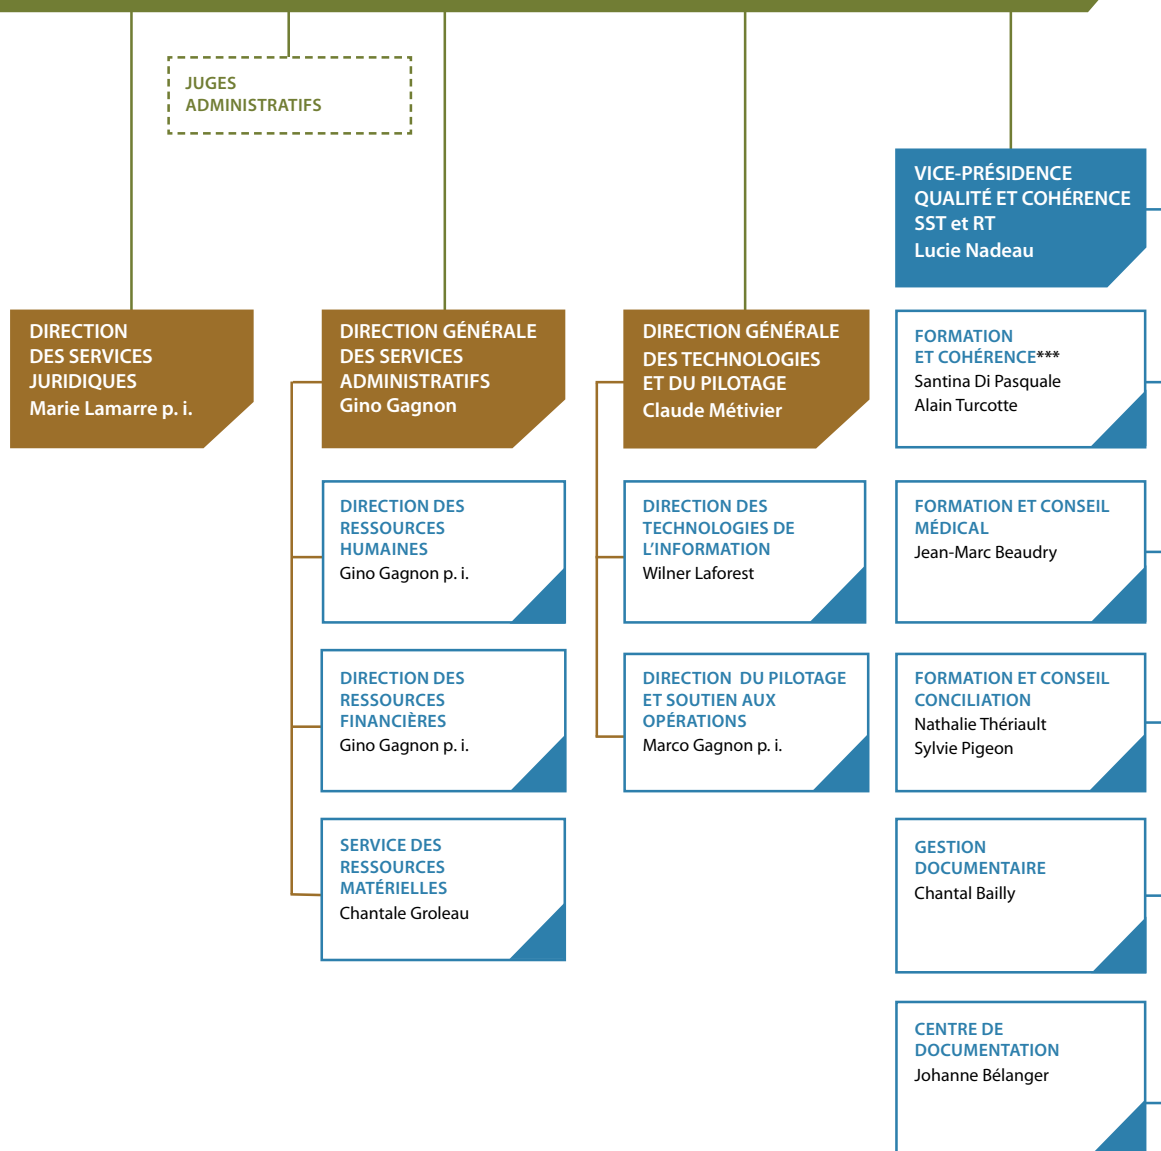 JUGES
ADMINISTRATIFS
VICE-PRÉSIDENCE
QUALITÉ ET COHÉRENCE
SST et RT
Lucie Nadeau
DIRECTION
DES SERVICES
JURIDIQUES
Marie Lamarre p. i.
DIRECTION GÉNÉRALE
DES SERVICES
ADMINISTRATIFS
Gino Gagnon
DIRECTION GÉNÉRALE
DES TECHNOLOGIES
ET DU PILOTAGE
Claude Métivier
FORMATION
ET COHÉRENCE***
Santina Di Pasquale
Alain Turcotte
DIRECTION DES
RESSOURCES
HUMAINES
Gino Gagnon p. i.
DIRECTION DES
TECHNOLOGIES DE
L'INFORMATION
Wilner Laforest
FORMATION ET CONSEIL
MÉDICAL
Jean-Marc Beaudry
DIRECTION DES
RESSOURCES
FINANCIÈRES
Gino Gagnon p. i.
DIRECTION DU PILOTAGE
ET SOUTIEN AUX
OPÉRATIONS
Marco Gagnon p. i.
FORMATION ET CONSEIL
CONCILIATION
Nathalie Thériault
Sylvie Pigeon
SERVICE DES
RESSOURCES
MATÉRIELLES
Chantale Groleau
GESTION
DOCUMENTAIRE
Chantal Bailly
CENTRE DE
DOCUMENTATION
Johanne Bélanger